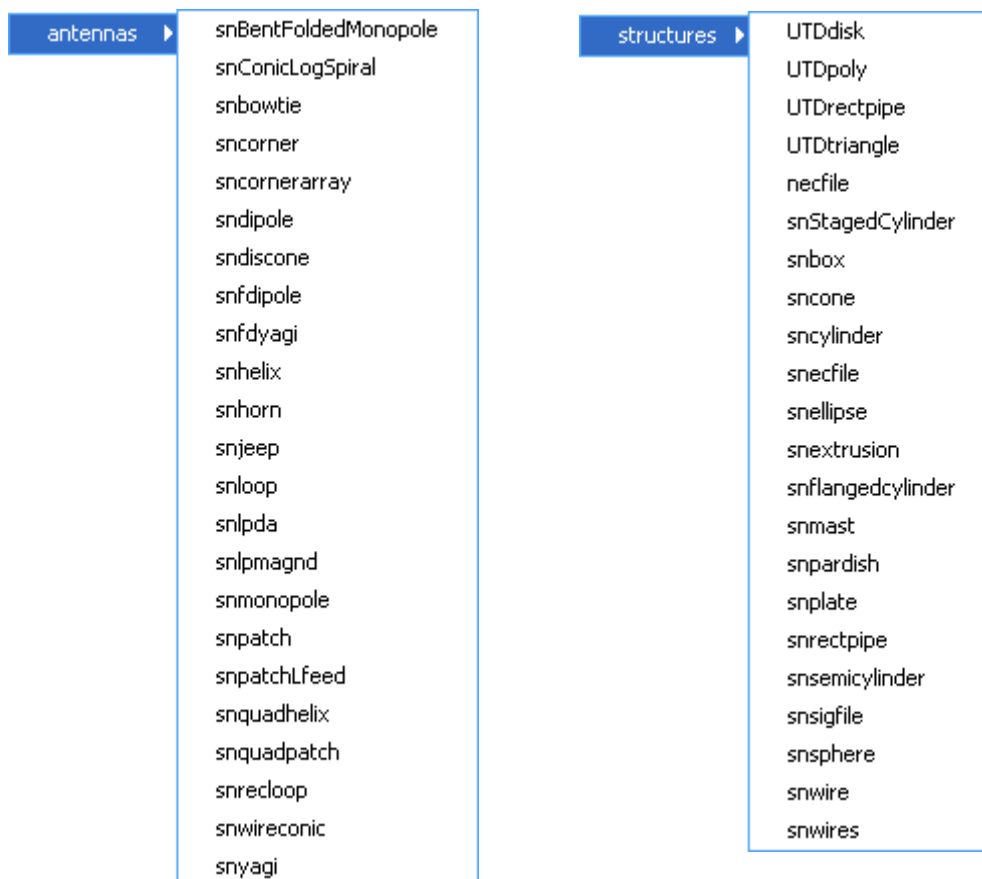 antennas
snBentFoldedMonopole
snConicLogSpiral
snbowtie
sncorner
sncornerarray
sndipole
sndiscone
snfdipole
snfdyagi
snhelix
snhorn
snjeep
snloop
snlpda
snlpmagnd
snmonopole
snpatch
snpatchLfeed
snquadhelix
snquadpatch
snrecloop
snwireconic
snyagi
structures
UTDdisk
UTDpoly
UTDrectpipe
UTDtriangle
necfile
snStagedCylinder
snbox
sncone
sncylinder
snecfile
snellipse
snextrusion
snflangedcylinder
snmast
snpardish
snplate
snrectpipe
snsemicylinder
snsigfile
snsphere
snwire
snwires